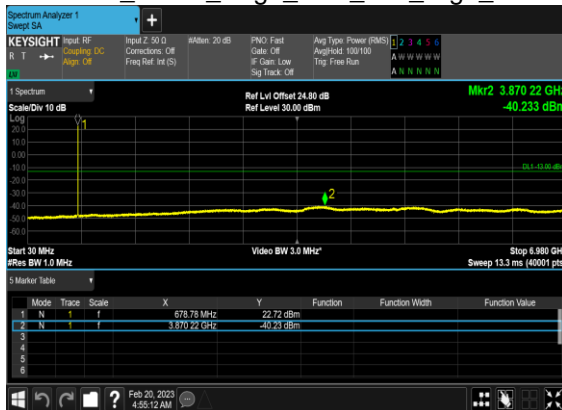 Spectrum Analyzer 1
Swept SA
+
KEYSIGHT Input: RF Input Z: 50 Ω #Atten: 20 dB PNO: Fast Avg Type: Power (RMS) 1 2 3 4 5 6
R T Coupling: DC Corrections: Off Gate: Off Avg|Hold: 100/100 A W W W W W
Align: Off Freq Ref: Int (S) IF Gain: Low Trig: Free Run
Sig Track: Off A N N N N N
1 Spectrum Ref Lvl Offset 24.80 dB Mkr2 3.870 22 GHz
Scale/Div 10 dB Ref Level 30.00 dBm -40.233 dBm
Log
20.0
10.0
0.00
-10.0
DL1 -13.00 dBm
-20.0
-30.0
-40.0
-50.0
-60.0
1
2
Start 30 MHz Video BW 3.0 MHz* Stop 6.980 GHz
#Res BW 1.0 MHz Sweep 13.3 ms (40001 pts)
5 Marker Table
Mode Trace Scale X Y Function Function Width Function Value
1 N 1 f 678.78 MHz 22.72 dBm
2 N 1 f 3.870 22 GHz -40.23 dBm
3
4
5
6
? Feb 20, 2023
4:55:12 AM